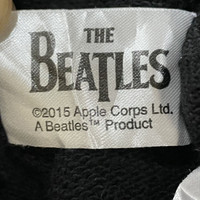 THE
BEATLES
©2015 Apple Corps Ltd.
A Beatles™ Product